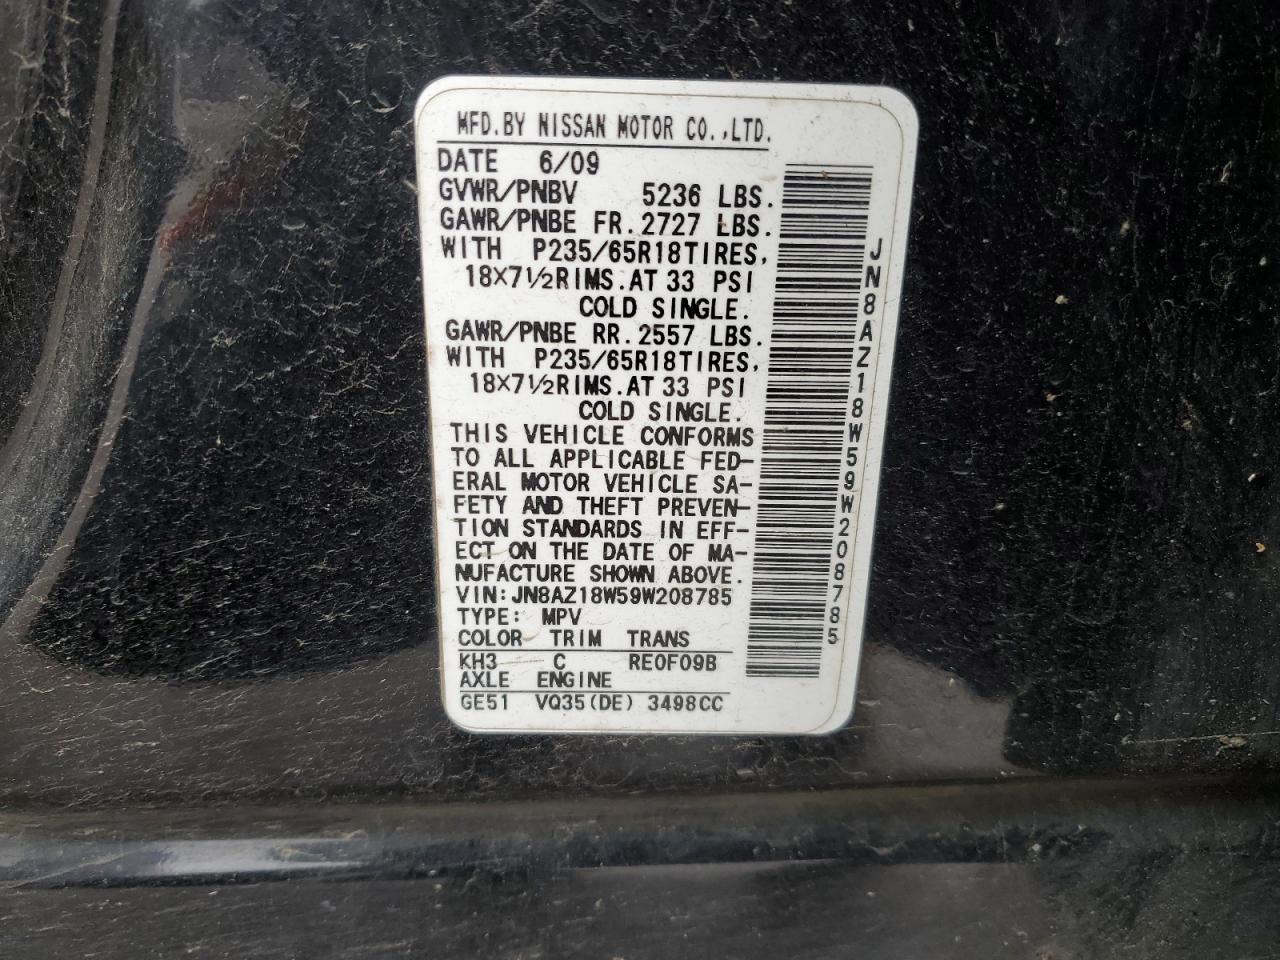 MFD.BY NISSAN MOTOR CO.,LTD.
DATE 6/09
GVWR/PNBV 5236 LBS.
GAWR/PNBE FR. 2727 LBS.
WITH P235/65R18TIRES,
18×7½RIMS.AT 33 PSI
COLD SINGLE.
GAWR/PNBE RR. 2557 LBS.
WITH P235/65R18TIRES,
18×7½RIMS.AT 33 PSI
COLD SINGLE.
THIS VEHICLE CONFORMS
TO ALL APPLICABLE FED-
ERAL MOTOR VEHICLE SA-
FETY AND THEFT PREVEN-
TION STANDARDS IN EFF-
ECT ON THE DATE OF MA-
NUFACTURE SHOWN ABOVE.
VIN:JN8AZ18W59W208785
TYPE: MPV
COLOR TRIM TRANS
KH3 C RE0F09B
AXLE ENGINE
GE51 VQ35(DE) 3498CC
JN8AZ18W59W208785